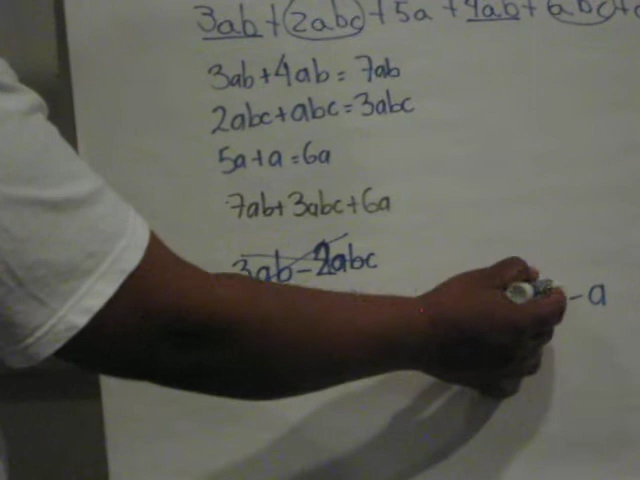 3ab + 2abc + 5a + 4ab + abc +
3ab + 4ab = 7ab
2abc + abc = 3abc
5a + a = 6a
7ab + 3abc + 6a
3ab - 2abc
- a